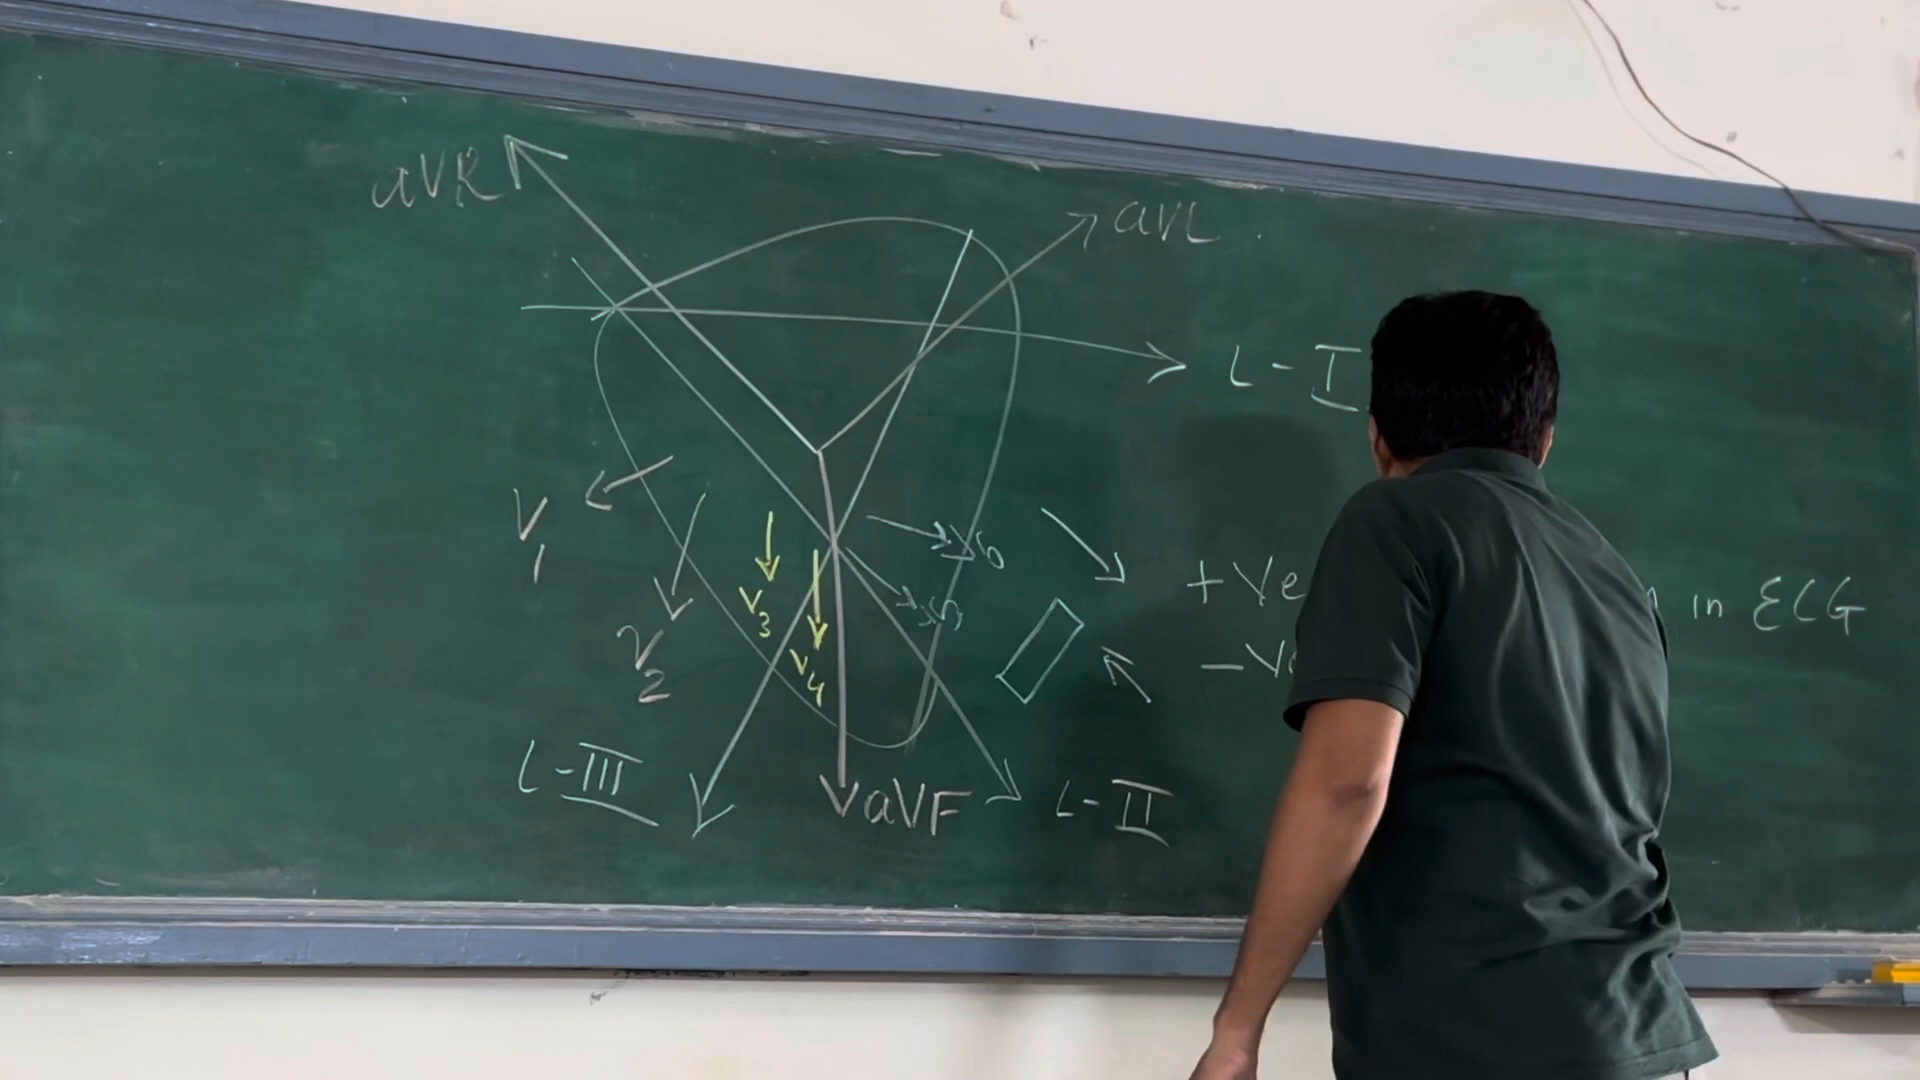 aVR
aVL
L-I
V1
V2
V3
V4
V5
V6
+Ve
in ECG
-Ve
L-III
aVF
L-II